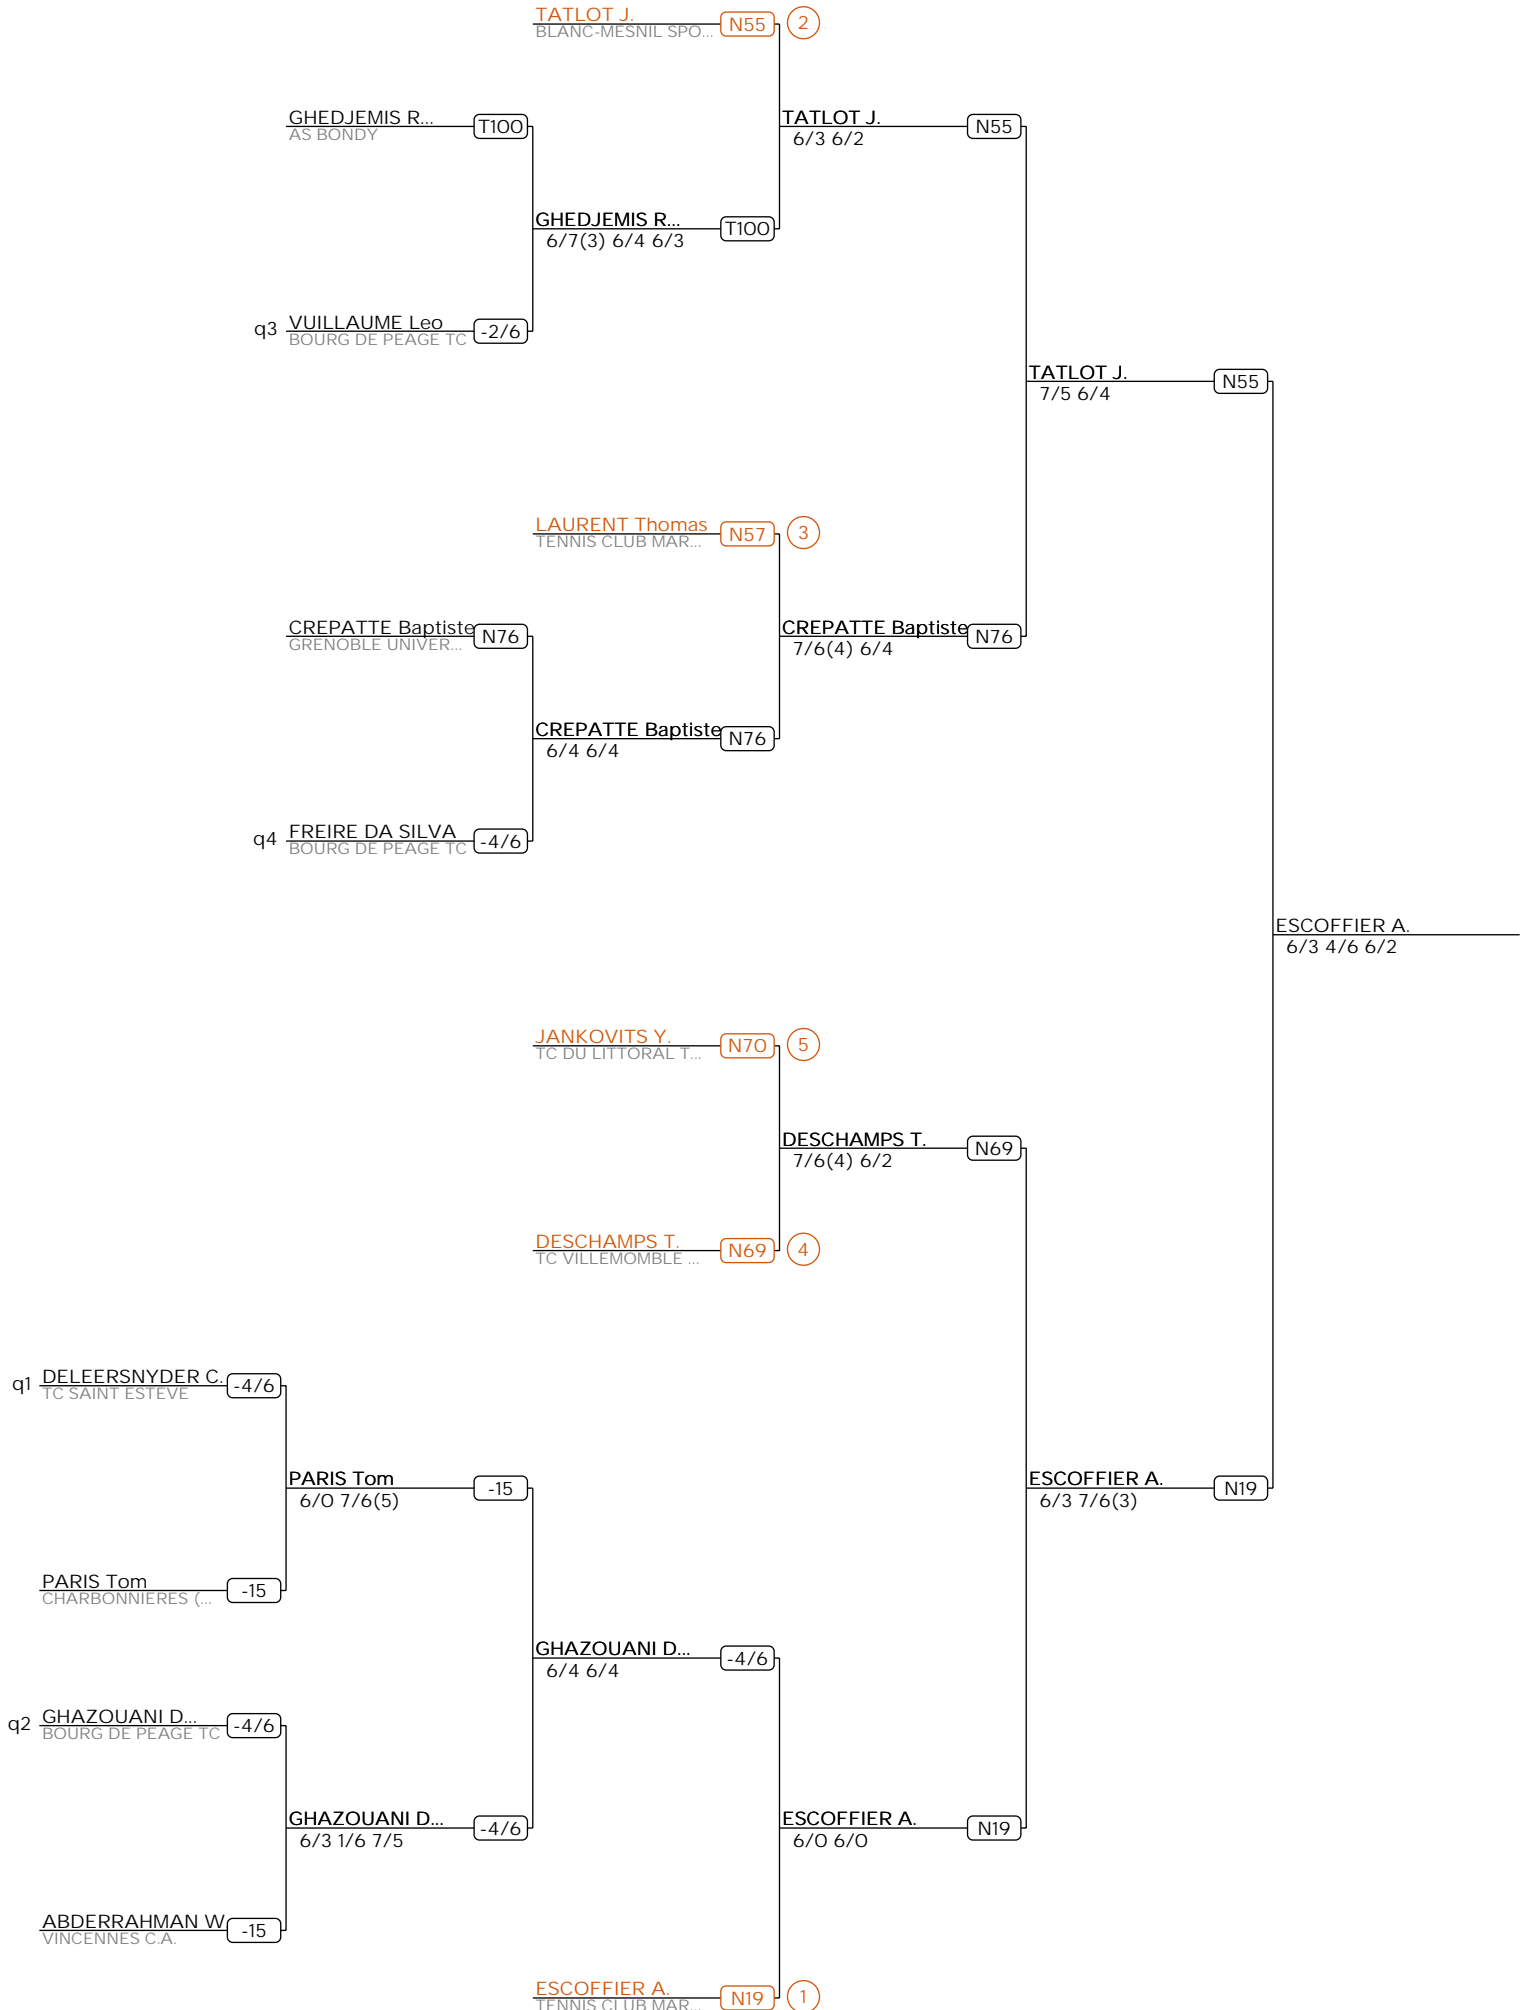 TATLOT J.
N55
2
BLANC-MESNIL SPO...
GHEDJEMIS R...
T100
AS BONDY
TATLOT J.
N55
6/3 6/2
GHEDJEMIS R...
T100
6/7(3) 6/4 6/3
q3
VUILLAUME Leo
-2/6
BOURG DE PEAGE TC
TATLOT J.
N55
7/5 6/4
LAURENT Thomas
N57
3
TENNIS CLUB MAR...
CREPATTE Baptiste
N76
GRENOBLE UNIVER...
CREPATTE Baptiste
N76
7/6(4) 6/4
CREPATTE Baptiste
N76
6/4 6/4
q4
FREIRE DA SILVA
-4/6
BOURG DE PEAGE TC
ESCOFFIER A.
6/3 4/6 6/2
JANKOVITS Y.
N70
5
TC DU LITTORAL T...
DESCHAMPS T.
N69
7/6(4) 6/2
DESCHAMPS T.
N69
4
TC VILLEMOMBLE ...
q1
DELEERSNYDER C.
-4/6
TC SAINT ESTEVE
PARIS Tom
-15
6/0 7/6(5)
ESCOFFIER A.
N19
6/3 7/6(3)
PARIS Tom
-15
CHARBONNIERES (...
GHAZOUANI D...
-4/6
6/4 6/4
q2
GHAZOUANI D...
-4/6
BOURG DE PEAGE TC
GHAZOUANI D...
-4/6
6/3 1/6 7/5
ESCOFFIER A.
N19
6/0 6/0
ABDERRAHMAN W
-15
VINCENNES C.A.
ESCOFFIER A.
N19
1
TENNIS CLUB MAR...